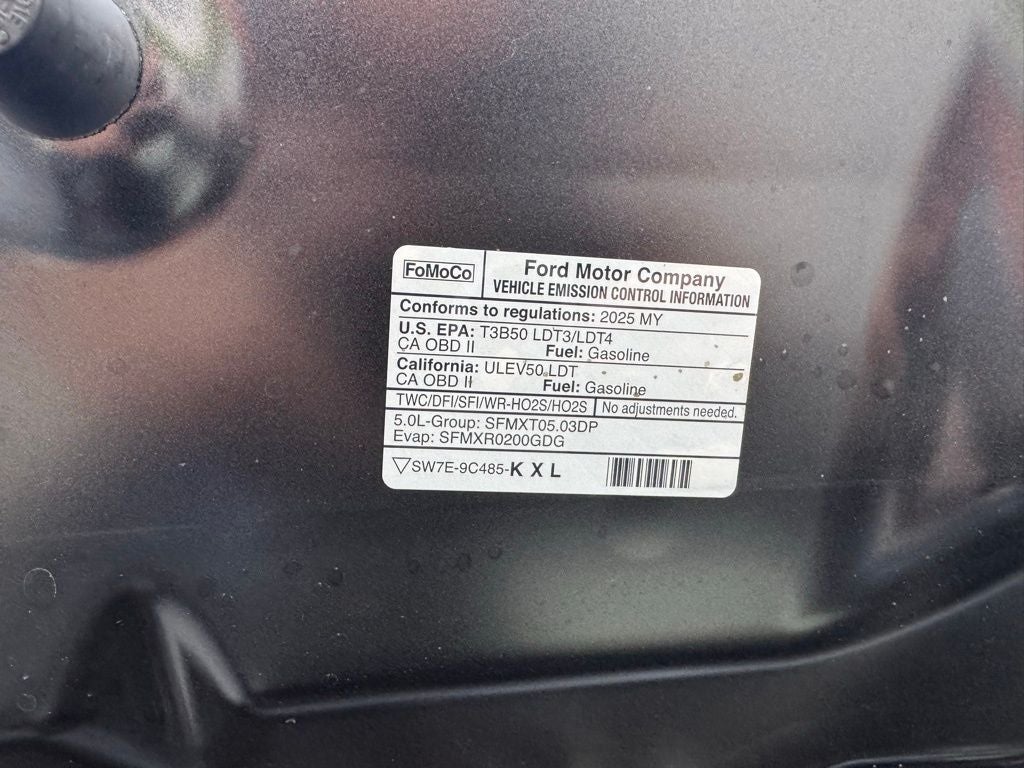 FoMoCo
Ford Motor Company
VEHICLE EMISSION CONTROL INFORMATION
Conforms to regulations: 2025 MY
U.S. EPA: T3B50 LDT3/LDT4
CA OBD II Fuel: Gasoline
California: ULEV50 LDT
CA OBD II Fuel: Gasoline
TWC/DFI/SFI/WR-HO2S/HO2S No adjustments needed.
5.0L-Group: SFMXT05.03DP
Evap: SFMXR0200GDG
SW7E-9C485-K X L